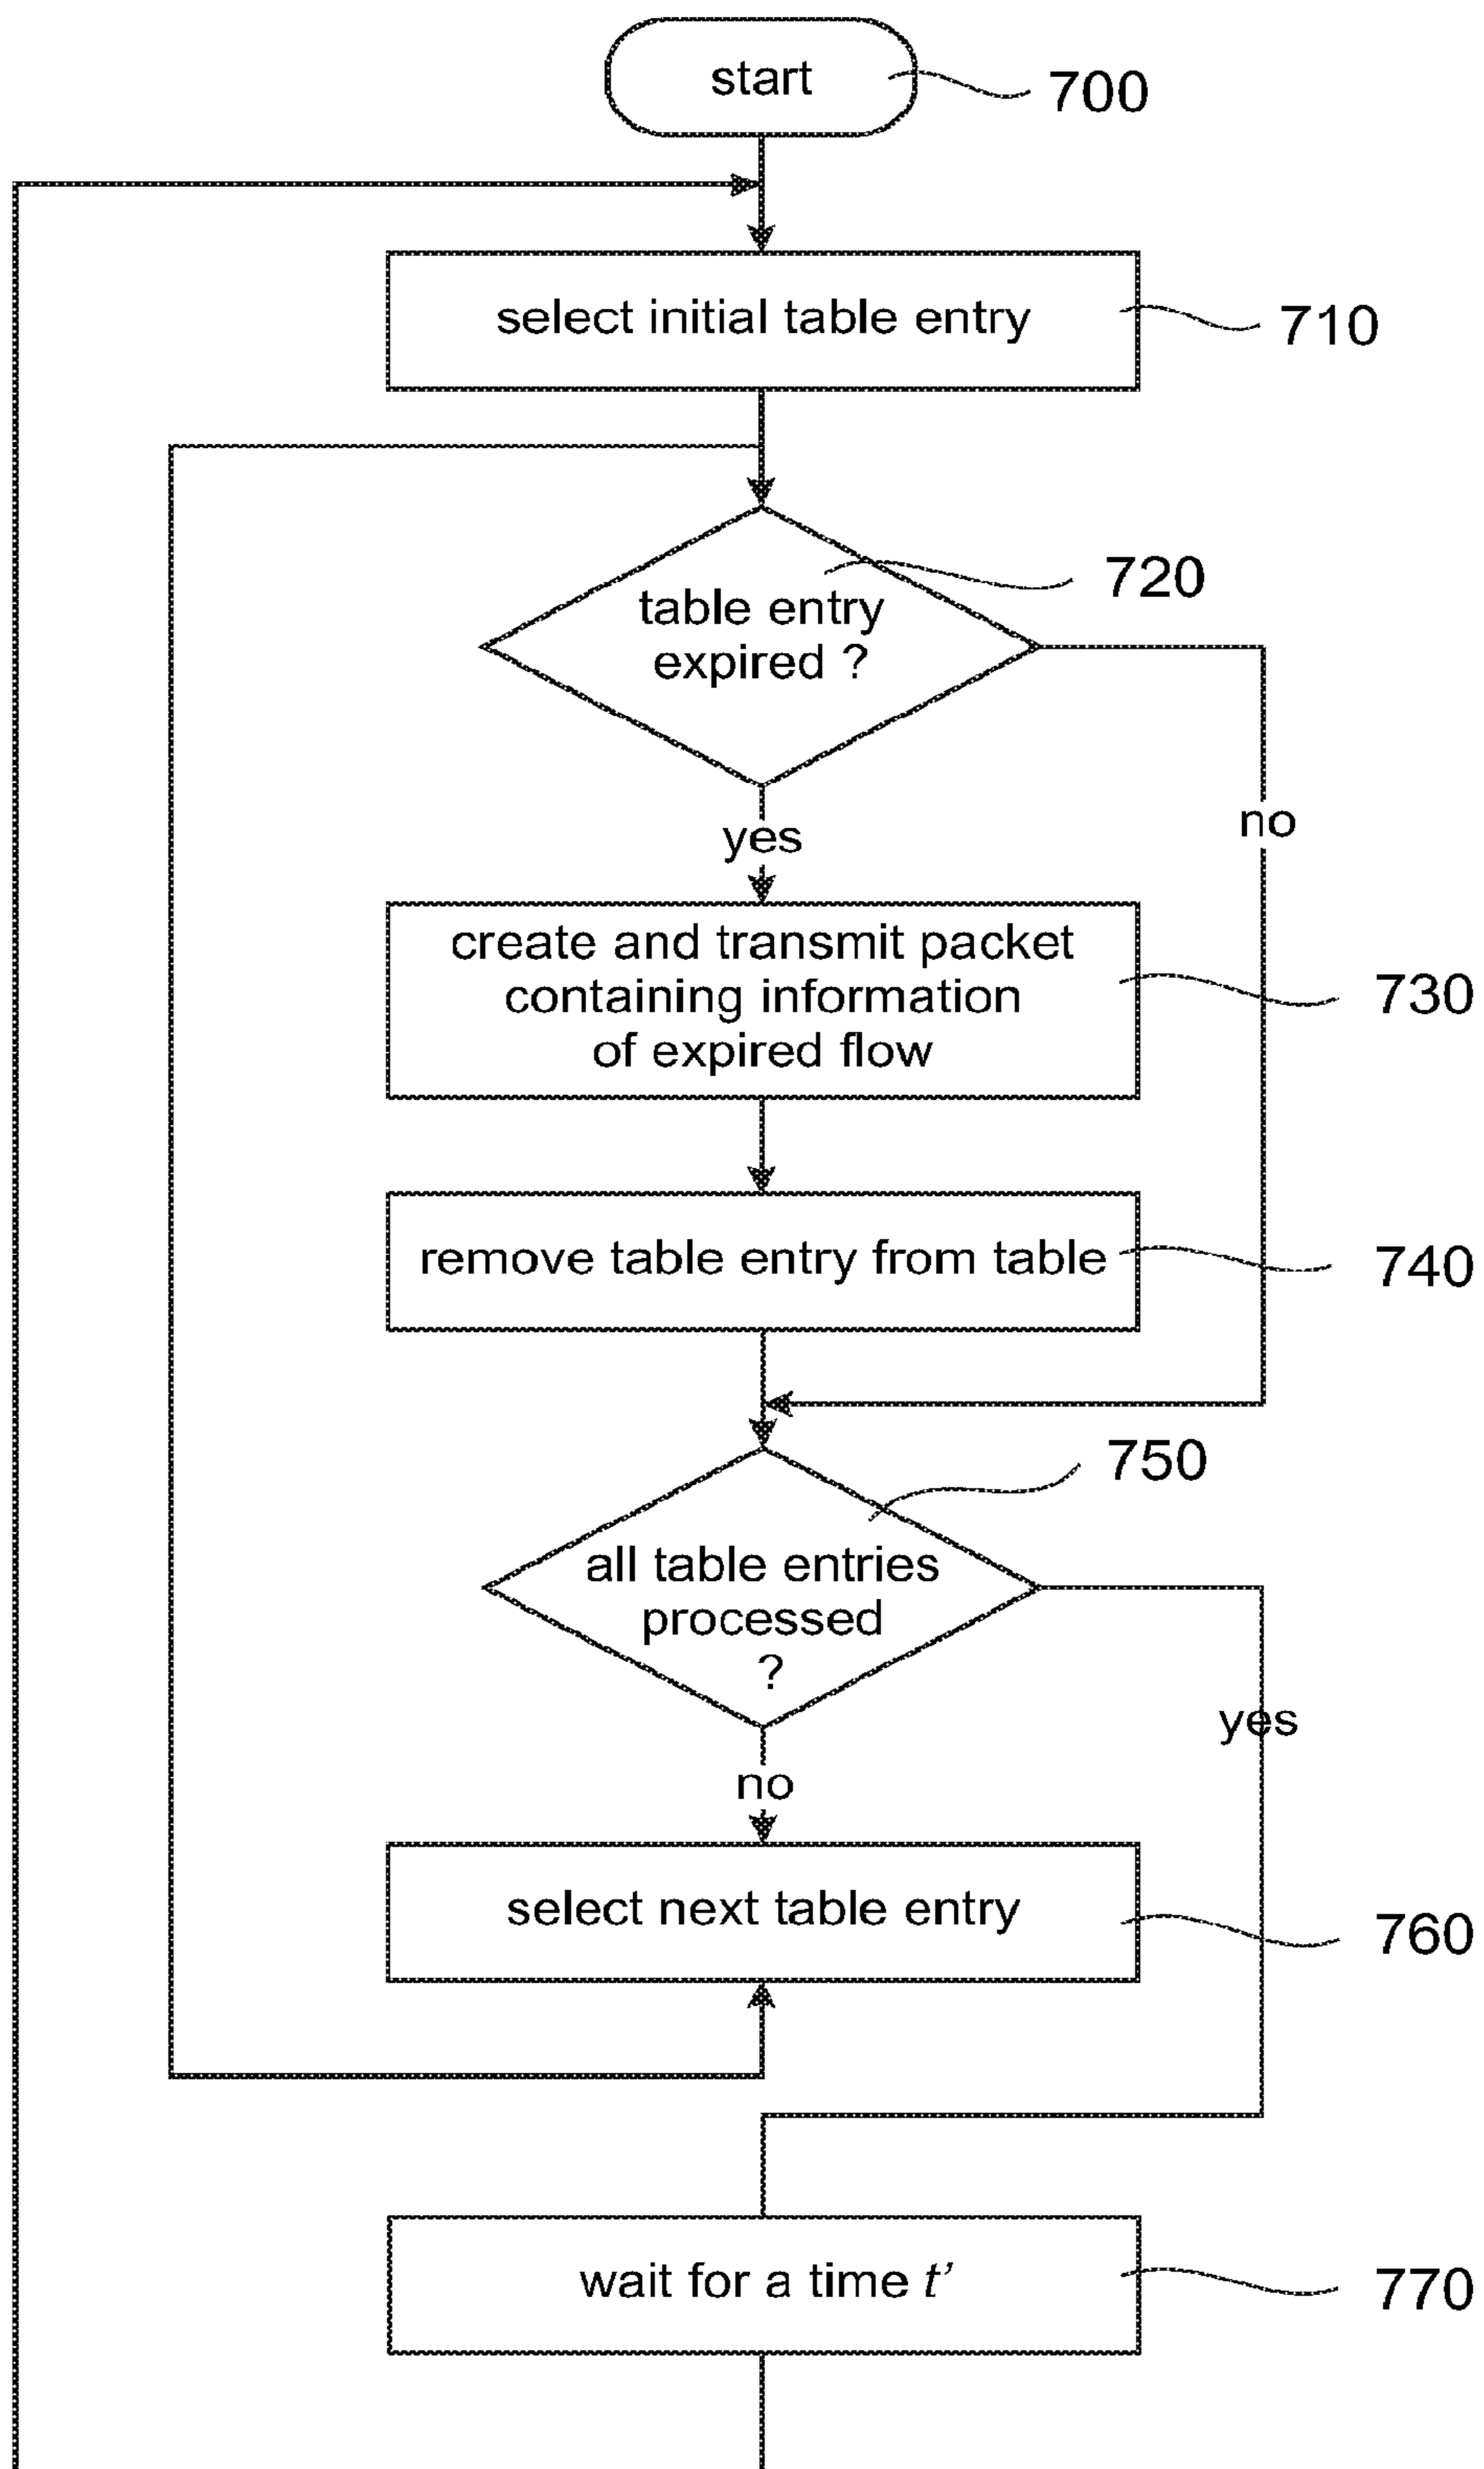 start
700
select initial table entry
710
720
table entry
expired ?
no
yes
create and transmit packet
containing information
of expired flow
730
remove table entry from table
740
750
all table entries
processed
?
yes
no
select next table entry
760
wait for a time t'
770